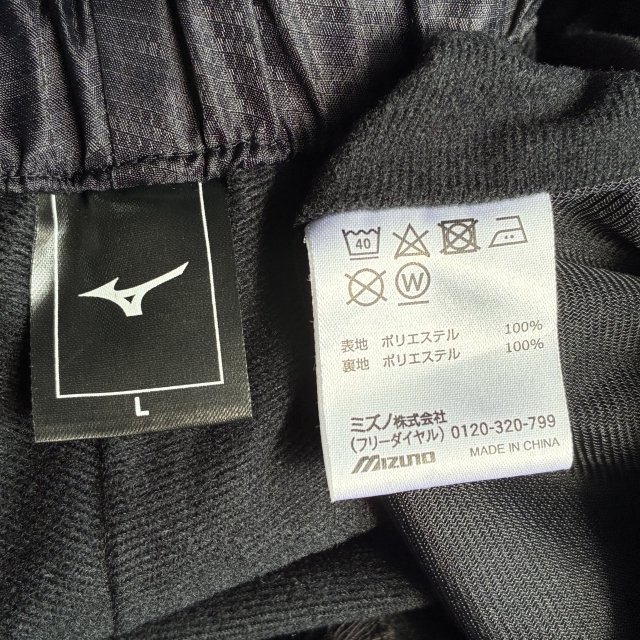 L
40
W
表地 ポリエステル 100%
裏地 ポリエステル 100%
ミズノ株式会社
(フリーダイヤル) 0120-320-799
MIZUNO MADE IN CHINA